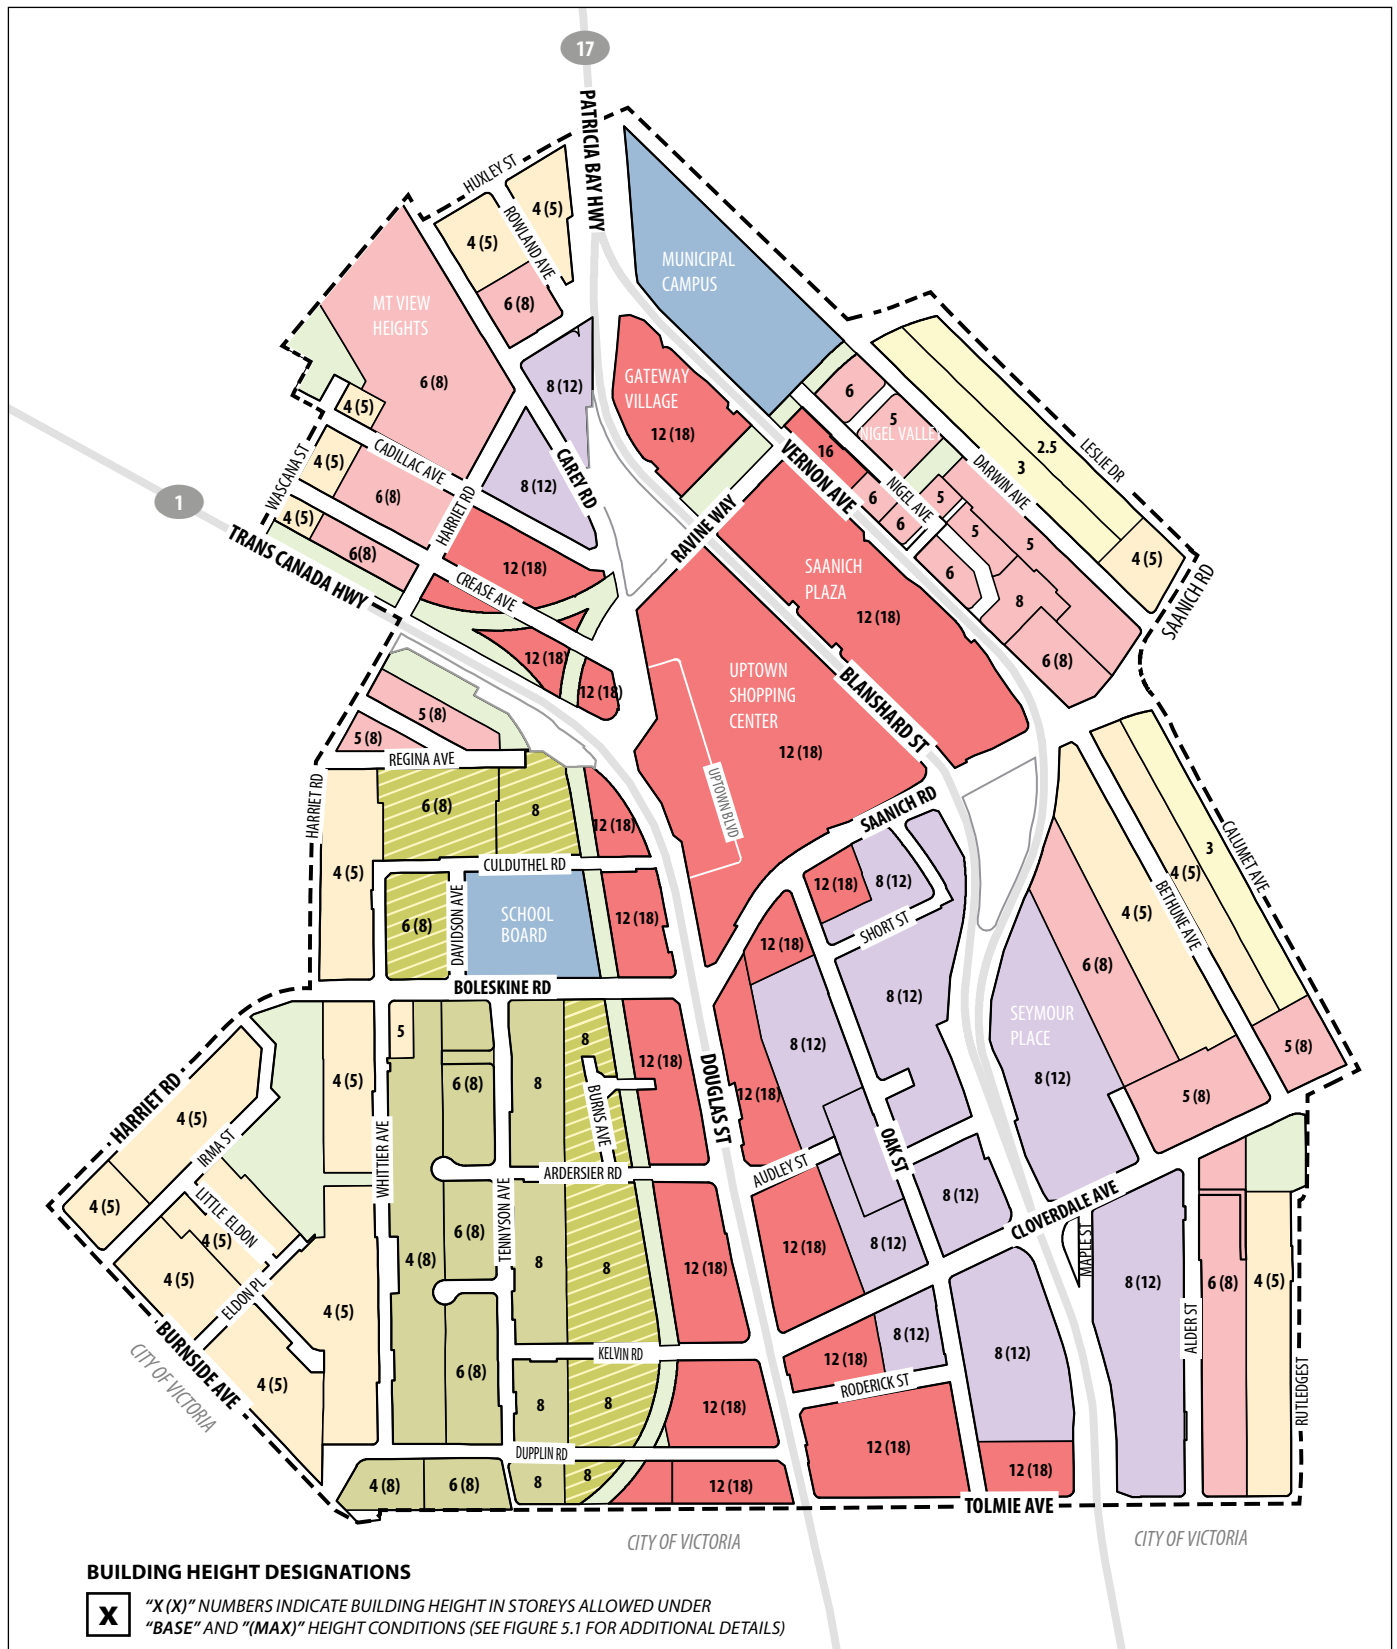 17
PATRICIA BAY HWY
HUXLEY ST
4 (5)
ROWLAND AVE
4 (5)
6 (8)
MUNICIPAL
CAMPUS
MT VIEW
HEIGHTS
6 (8)
8 (12)
GATEWAY
VILLAGE
12 (18)
4 (5)
6
5
NIGEL VALLEY
2.5
3
LESLIE DR
16
4 (5)
CADILLAC AVE
WASCANA ST
6 (8)
HARRIET RD
8 (12)
CAREY RD
VERNON AVE
DARWIN AVE
NIGEL AVE
6
5
6
5
5
4 (5)
1
4 (5)
6(8)
TRANS CANADA HWY
RAVINE WAY
12 (18)
CREASE AVE
SAANICH
PLAZA
12 (18)
6
8
SAANICH RD
6 (8)
12 (18)
12 (18)
UPTOWN
SHOPPING
CENTER
12 (18)
BLANSHARD ST
5 (8)
5 (8)
REGINA AVE
UPTOWN BLVD
HARRIET RD
6 (8)
8
12 (18)
SAANICH RD
CULDUTHEL RD
4 (5)
3
CALUMET AVE
4 (5)
12 (18)
8 (12)
BETHUNE AVE
4 (5)
DAVIDSON AVE
6 (8)
SCHOOL
BOARD
12 (18)
SHORT ST
12 (18)
6 (8)
BOLESKINE RD
8 (12)
SEYMOUR
PLACE
8 (12)
5
8
8 (12)
5 (8)
12 (18)
4 (5)
6 (8)
8
DOUGLAS ST
12 (18)
5 (8)
HARRIET RD
4 (5)
BURNS AVE
IRMA ST
WHITTIER AVE
OAK ST
ARDERSIER RD
AUDLEY ST
4 (5)
LITTLE ELDON
TENNYSON AVE
8 (12)
CLOVERDALE AVE
4 (5)
6 (8)
4 (8)
8
8
12 (18)
12 (18)
8 (12)
MAPLE ST
4 (5)
ELDON PL
4 (5)
8 (12)
6 (8)
4 (5)
BURNSIDE AVE
CITY OF VICTORIA
ALDER ST
KELVIN RD
8 (12)
12 (18)
8 (12)
RODERICK ST
4 (5)
6 (8)
8
8
12 (18)
RUTLEDGEST
12 (18)
DUPPLIN RD
12 (18)
4 (8)
6 (8)
8
8
12 (18)
TOLMIE AVE
CITY OF VICTORIA
CITY OF VICTORIA
BUILDING HEIGHT DESIGNATIONS
X
"X (X)" NUMBERS INDICATE BUILDING HEIGHT IN STOREYS ALLOWED UNDER
"BASE" AND "(MAX)" HEIGHT CONDITIONS (SEE FIGURE 5.1 FOR ADDITIONAL DETAILS)